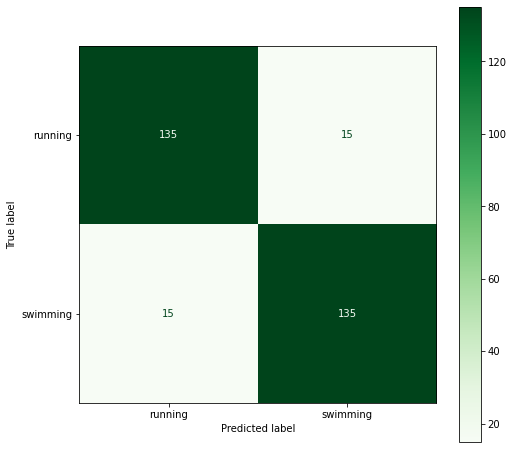 running
135
15
swimming
15
135
running
swimming
Predicted label
True label
120
100
80
60
40
20